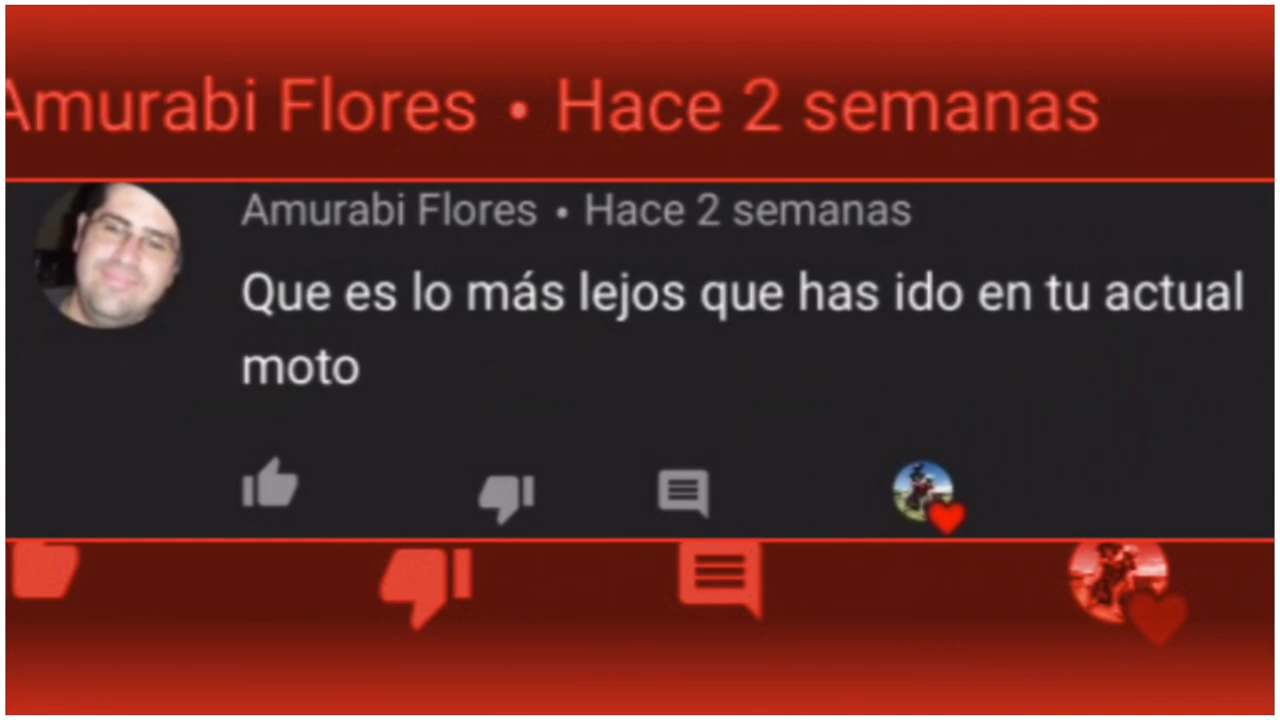 Amurabi Flores • Hace 2 semanas
Amurabi Flores • Hace 2 semanas
Que es lo más lejos que has ido en tu actual
moto